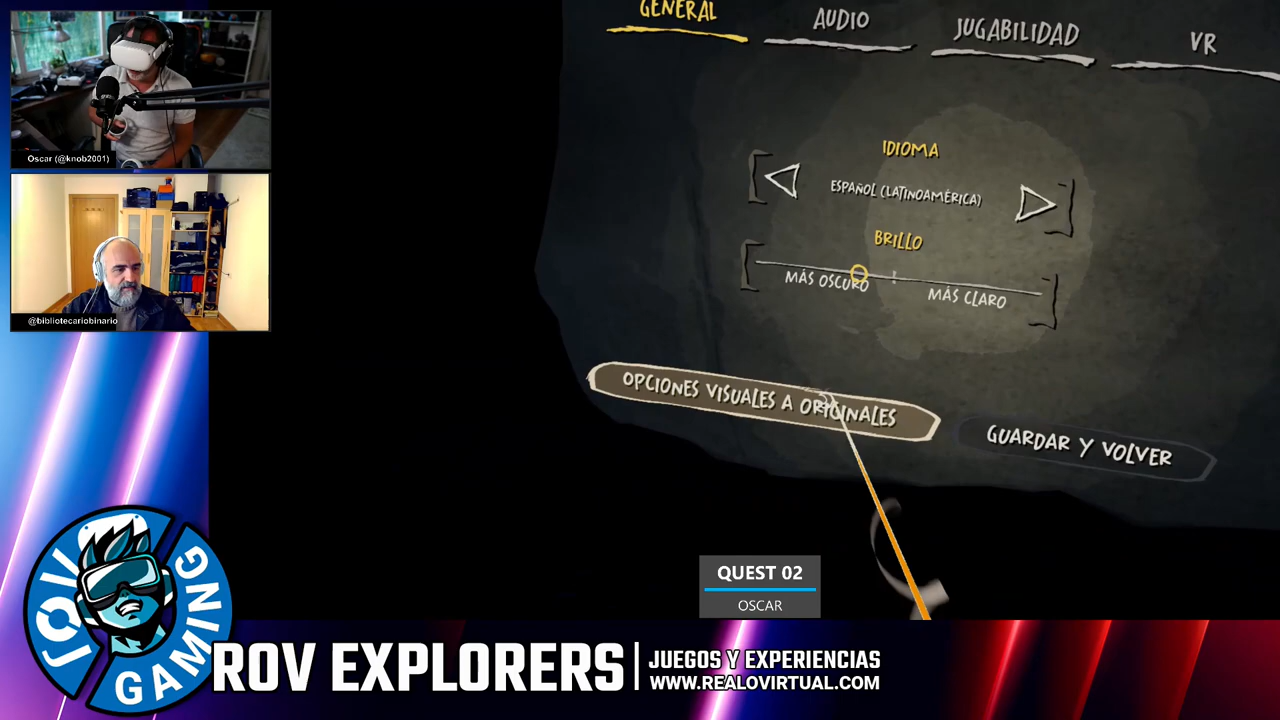 GENERAL
AUDIO
JUGABILIDAD
VR
IDIOMA
ESPAÑOL (LATINOAMÉRICA)
BRILLO
MÁS OSCURO
MÁS CLARO
OPCIONES VISUALES A ORIGINALES
GUARDAR Y VOLVER
Oscar (@knob2001)
@bibliotecariobinario
QUEST 02
OSCAR
ROV
GAMING
ROV EXPLORERS
JUEGOS Y EXPERIENCIAS
WWW.REALOVIRTUAL.COM